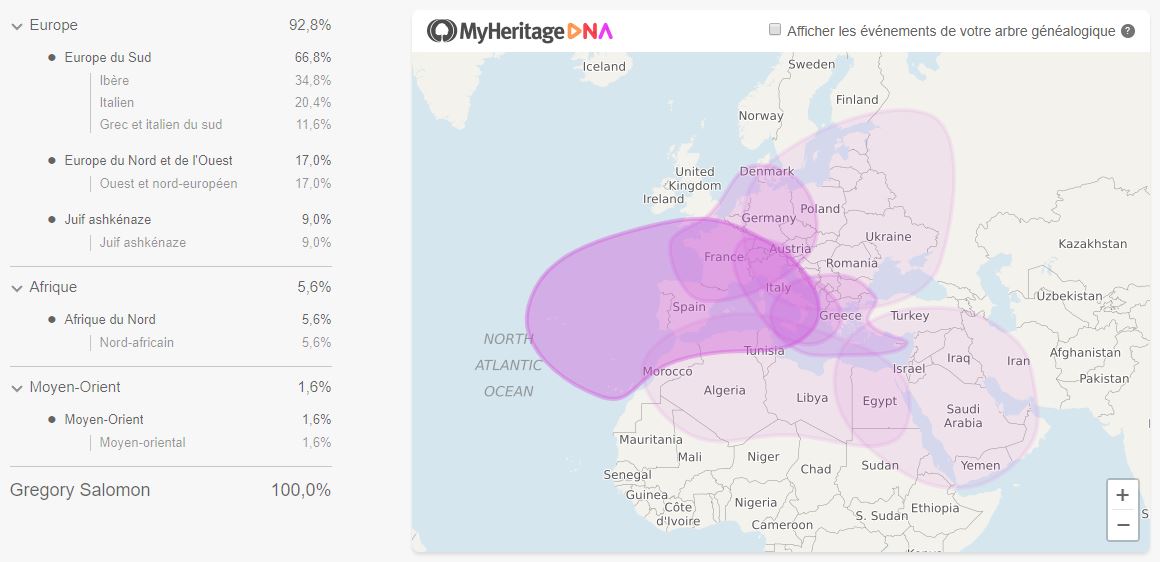 Europe 92,8%
Europe du Sud 66,8%
Ibère 34,8%
Italien 20,4%
Grec et italien du sud 11,6%
Europe du Nord et de l'Ouest 17,0%
Ouest et nord-européen 17,0%
Juif ashkénaze 9,0%
Juif ashkénaze 9,0%
Afrique 5,6%
Afrique du Nord 5,6%
Nord-africain 5,6%
Moyen-Orient 1,6%
Moyen-Orient 1,6%
Moyen-oriental 1,6%
Gregory Salomon 100,0%
MyHeritage DNA
Afficher les événements de votre arbre généalogique ?
Iceland
Sweden
Finland
Norway
United
Kingdom
Denmark
Ireland
Germany
Poland
Ukraine
Austria
France
Romania
Kazakhstan
Italy
Spain
Greece
Turkey
Uzbekistan
NORTH
ATLANTIC
OCEAN
Tunisia
Morocco
Israel
Iraq
Iran
Afghanistan
Pakistan
Algeria
Libya
Egypt
Saudi
Arabia
Mauritania
Mali
Niger
Chad
Sudan
Yemen
Senegal
Guinea
Côte
d'Ivoire
Nigeria
Cameroon
S. Sudan
Ethiopia
+
−